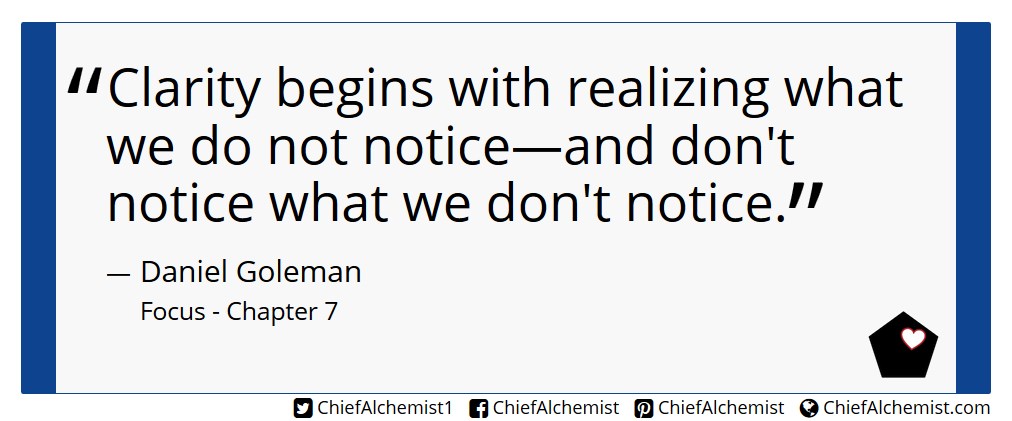 “Clarity begins with realizing what
we do not notice—and don't
notice what we don't notice.”
— Daniel Goleman
Focus - Chapter 7
ChiefAlchemist1 ChiefAlchemist ChiefAlchemist ChiefAlchemist.com